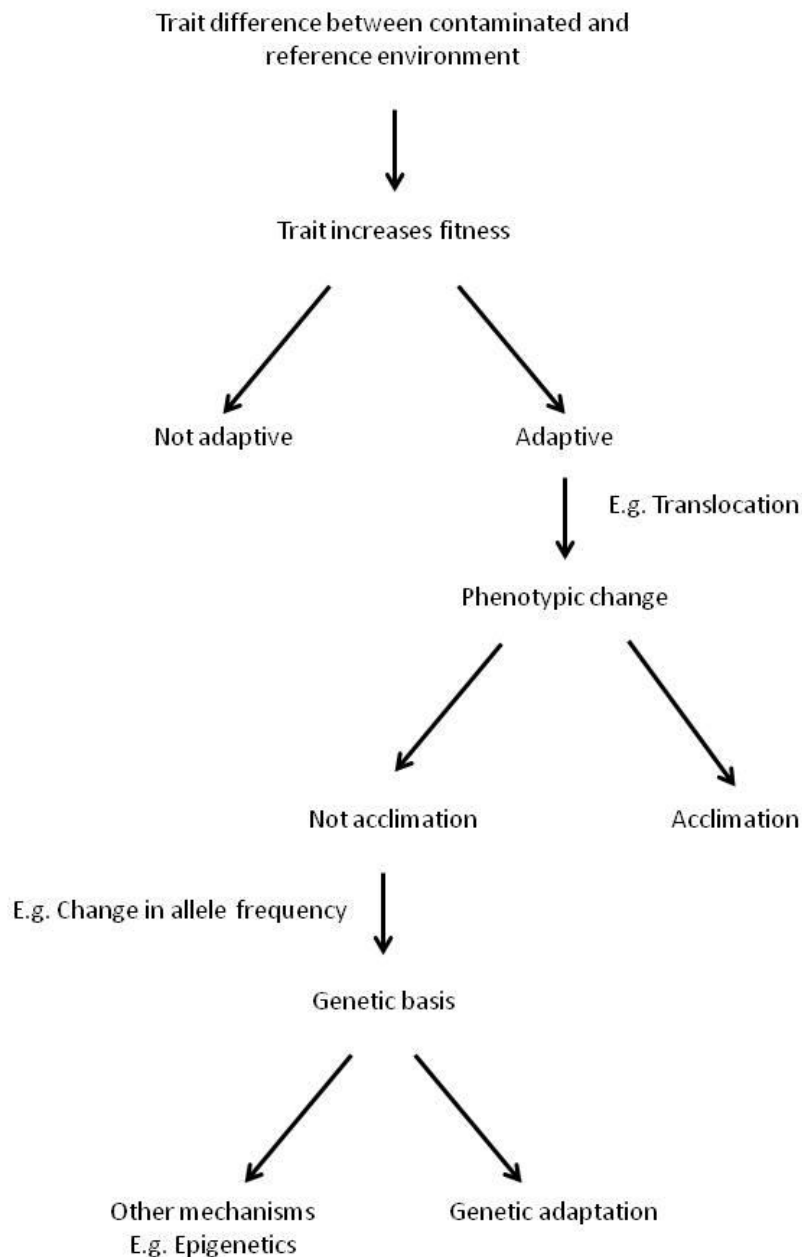 Trait difference between contaminated and
reference environment
Trait increases fitness
Not adaptive
Adaptive
E.g. Translocation
Phenotypic change
Not acclimation
Acclimation
E.g. Change in allele frequency
Genetic basis
Other mechanisms
E.g. Epigenetics
Genetic adaptation